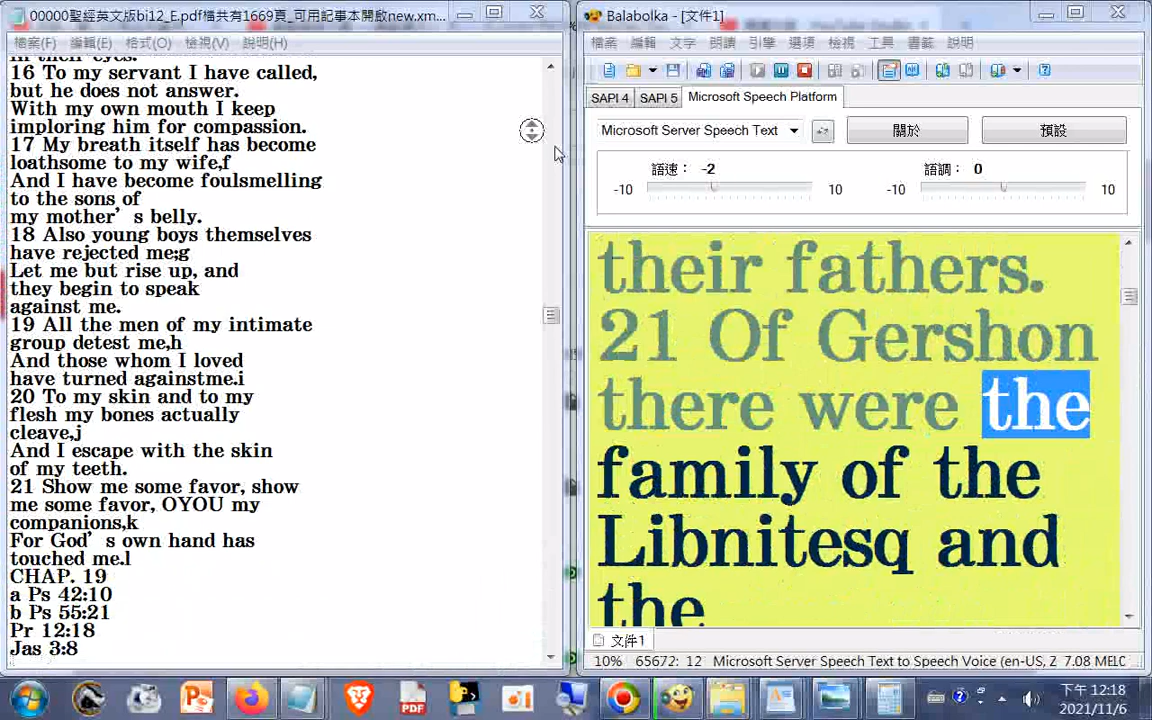 00000聖經英文版bi12_E.pdf檔共有1669頁_可用記事本開啟new.xm...
檔案(F) 編輯(E) 格式(O) 檢視(V) 說明(H)
in their eyes.
16 To my servant I have called,
but he does not answer.
With my own mouth I keep
imploring him for compassion.
17 My breath itself has become
loathsome to my wife,f
And I have become foulsmelling
to the sons of
my mother's belly.
18 Also young boys themselves
have rejected me;g
Let me but rise up, and
they begin to speak
against me.
19 All the men of my intimate
group detest me,h
And those whom I loved
have turned againstme.i
20 To my skin and to my
flesh my bones actually
cleave,j
And I escape with the skin
of my teeth.
21 Show me some favor, show
me some favor, OYOU my
companions,k
For God's own hand has
touched me.l
CHAP. 19
a Ps 42:10
b Ps 55:21
Pr 12:18
Jas 3:8
Balabolka - [文件1]
檔案 編輯 文字 朗讀 引擎 選項 檢視 工具 書籤 說明
SAPI 4 SAPI 5 Microsoft Speech Platform
Microsoft Server Speech Text 關於 預設
語速: -2 語調: 0
-10 10 -10 10
their fathers.
21 Of Gershon
there were the
family of the
Libnitesq and
the
文件1
10% 65672: 12 Microsoft Server Speech Text to Speech Voice (en-US, Z 7.08 MELC
PDF
下午 12:18
2021/11/6